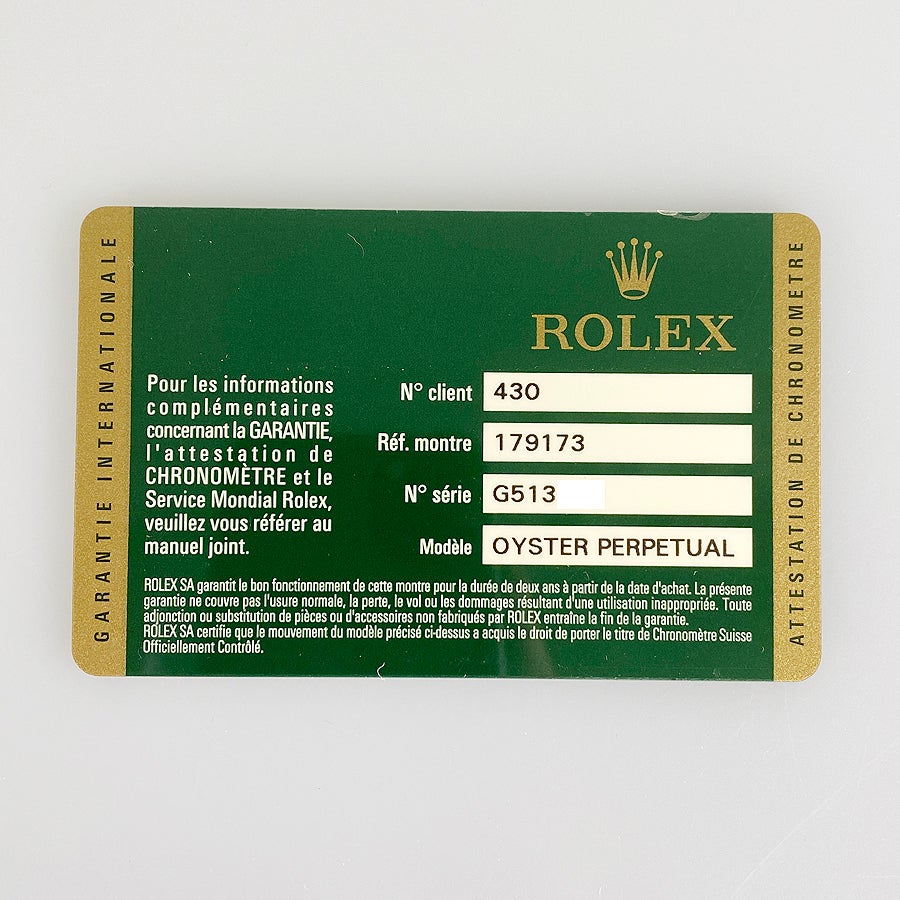 GARANTIE INTERNATIONALE
ROLEX
Pour les informations
complémentaires
concernant la GARANTIE,
l'attestation de
CHRONOMÈTRE et le
Service Mondial Rolex,
veuillez vous référer au
manuel joint.
N° client 430
Réf. montre 179173
N° série G513
Modèle OYSTER PERPETUAL
ROLEX SA garantit le bon fonctionnement de cette montre pour la durée de deux ans à partir de la date d'achat. La présente
garantie ne couvre pas l'usure normale, la perte, le vol ou les dommages résultant d'une utilisation inappropriée. Toute
adjonction ou substitution de pièces ou d'accessoires non fabriqués par ROLEX entraîne la fin de la garantie.
ROLEX SA certifie que le mouvement du modèle précisé ci-dessus a acquis le droit de porter le titre de Chronomètre Suisse
Officiellement Contrôlé.
ATTESTATION DE CHRONOMETRE